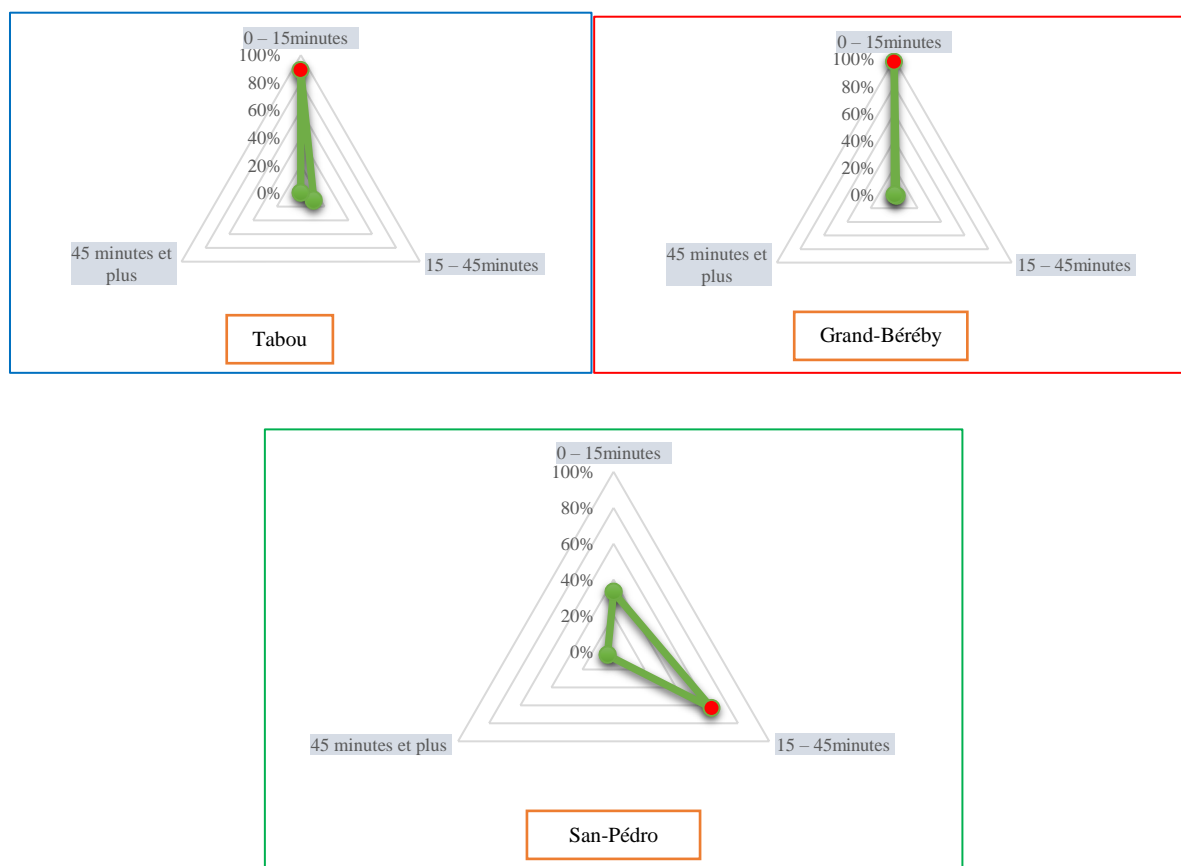 0 – 15minutes
100%
80%
60%
40%
20%
0%
45 minutes et
plus
15 – 45minutes
Tabou
0 – 15minutes
100%
80%
60%
40%
20%
0%
45 minutes et
plus
15 – 45minutes
Grand-Béréby
0 – 15minutes
100%
80%
60%
40%
20%
0%
45 minutes et plus
15 – 45minutes
San-Pédro